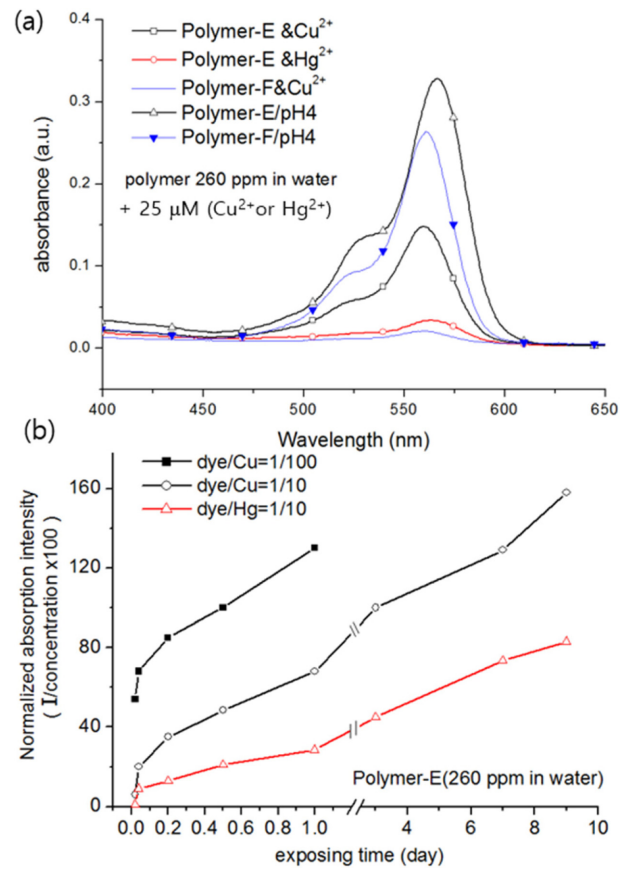 (a)
0.4
0.3
0.2
0.1
0.0
absorbance (a.u.)
Polymer-E &Cu²⁺
Polymer-E &Hg²⁺
Polymer-F&Cu²⁺
Polymer-E/pH4
Polymer-F/pH4
polymer 260 ppm in water
+ 25 μM (Cu²⁺or Hg²⁺)
400 450 500 550 600 650
Wavelength (nm)
(b)
160
120
80
40
0
Normalized absorption intensity
( I/concentration x100 )
dye/Cu=1/100
dye/Cu=1/10
dye/Hg=1/10
Polymer-E(260 ppm in water)
0.0 0.2 0.4 0.6 0.8 1.0 4 6 8 10
exposing time (day)